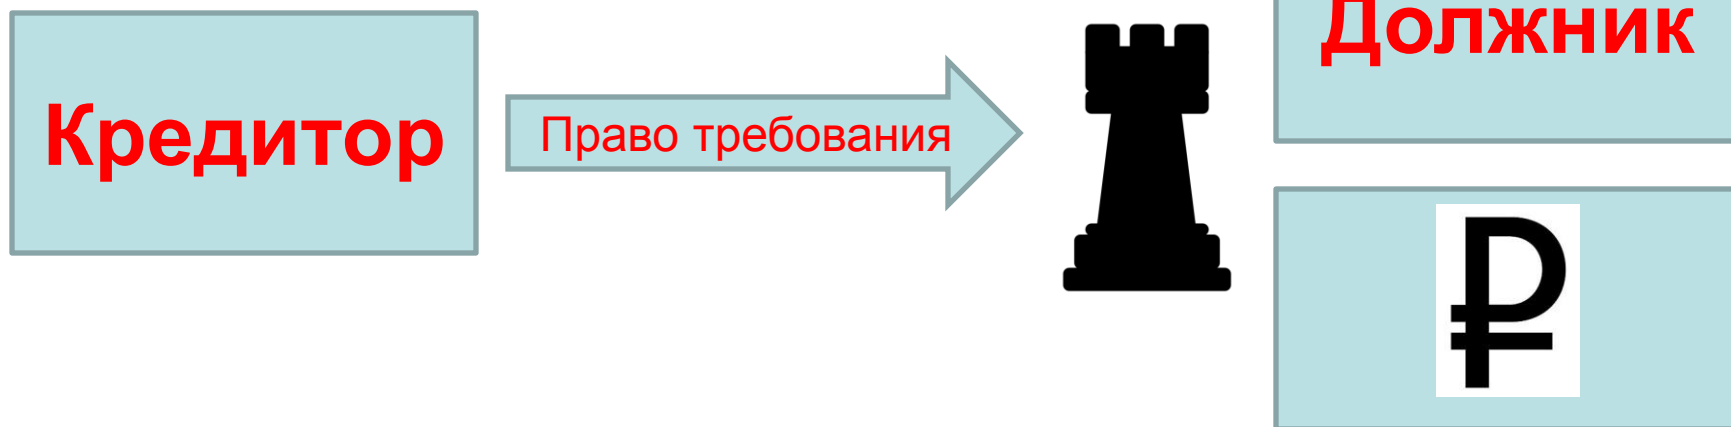 Должник
Кредитор
Право требования
₽